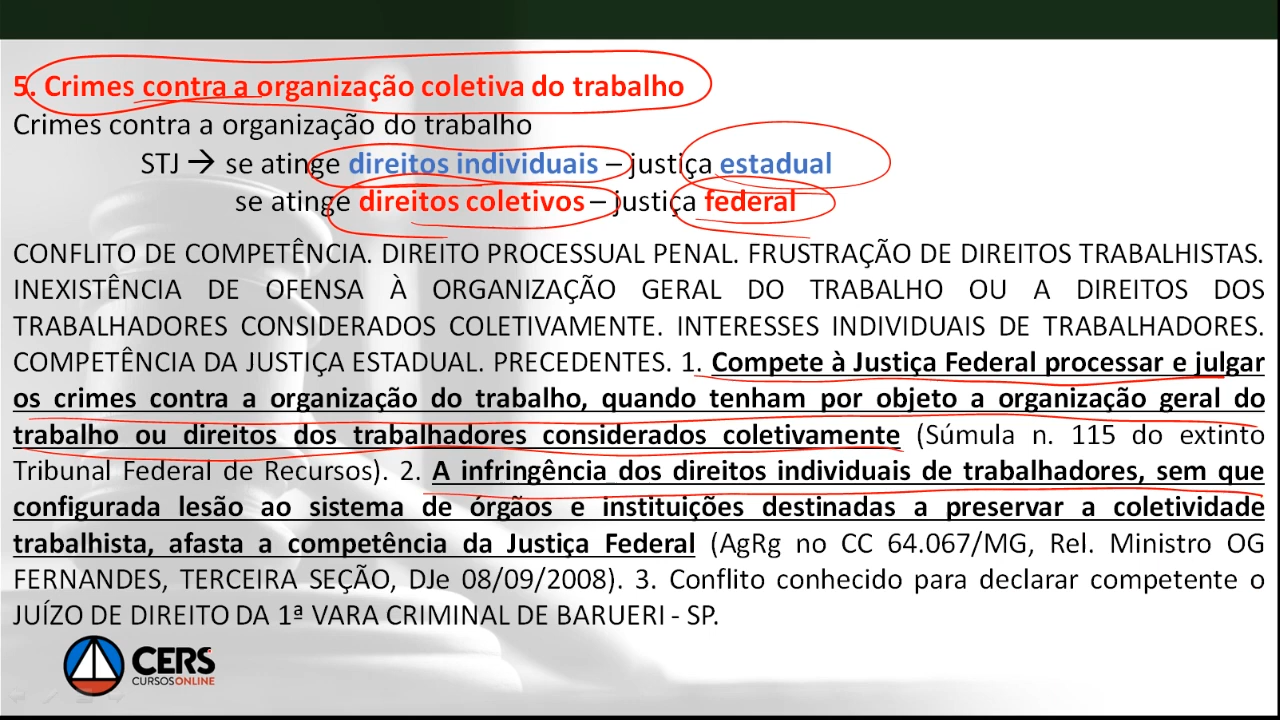 5. Crimes contra a organização coletiva do trabalho
Crimes contra a organização do trabalho
STJ → se atinge direitos individuais – justiça estadual
se atinge direitos coletivos – justiça federal
CONFLITO DE COMPETÊNCIA. DIREITO PROCESSUAL PENAL. FRUSTRAÇÃO DE DIREITOS TRABALHISTAS.
INEXISTÊNCIA DE OFENSA À ORGANIZAÇÃO GERAL DO TRABALHO OU A DIREITOS DOS
TRABALHADORES CONSIDERADOS COLETIVAMENTE. INTERESSES INDIVIDUAIS DE TRABALHADORES.
COMPETÊNCIA DA JUSTIÇA ESTADUAL. PRECEDENTES. 1. Compete à Justiça Federal processar e julgar
os crimes contra a organização do trabalho, quando tenham por objeto a organização geral do
trabalho ou direitos dos trabalhadores considerados coletivamente (Súmula n. 115 do extinto
Tribunal Federal de Recursos). 2. A infringência dos direitos individuais de trabalhadores, sem que
configurada lesão ao sistema de órgãos e instituições destinadas a preservar a coletividade
trabalhista, afasta a competência da Justiça Federal (AgRg no CC 64.067/MG, Rel. Ministro OG
FERNANDES, TERCEIRA SEÇÃO, DJe 08/09/2008). 3. Conflito conhecido para declarar competente o
JUÍZO DE DIREITO DA 1ª VARA CRIMINAL DE BARUERI - SP.
CERS
CURSOS ONLINE